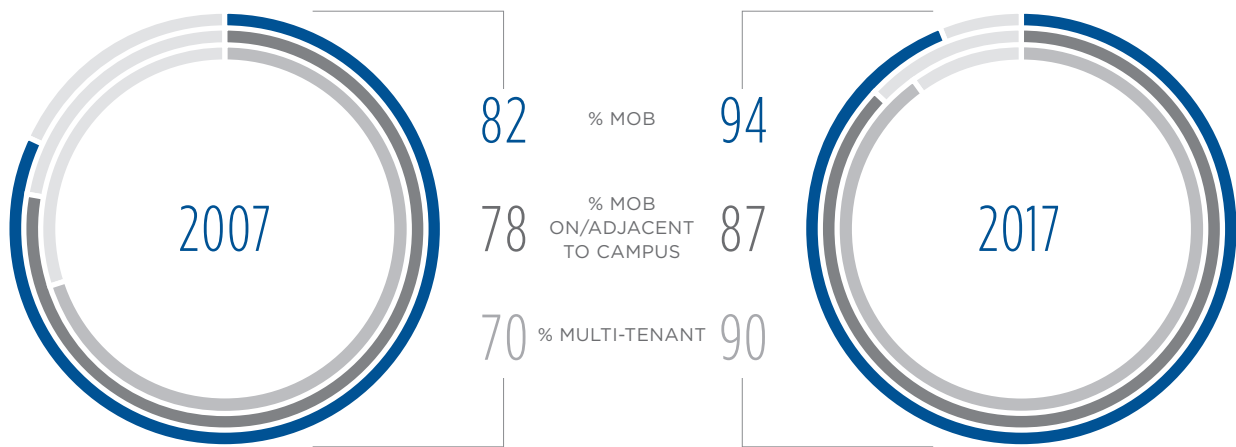 2007
82 % MOB 94
% MOB
78 ON/ADJACENT 87
TO CAMPUS
70 % MULTI-TENANT 90
2017